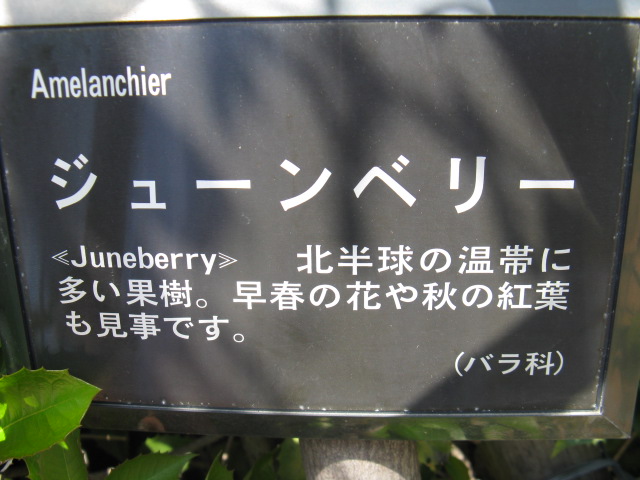 Amelanchier
ジューンベリー
≪Juneberry≫ 北半球の温帯に
多い果樹。早春の花や秋の紅葉
も見事です。
(バラ科)